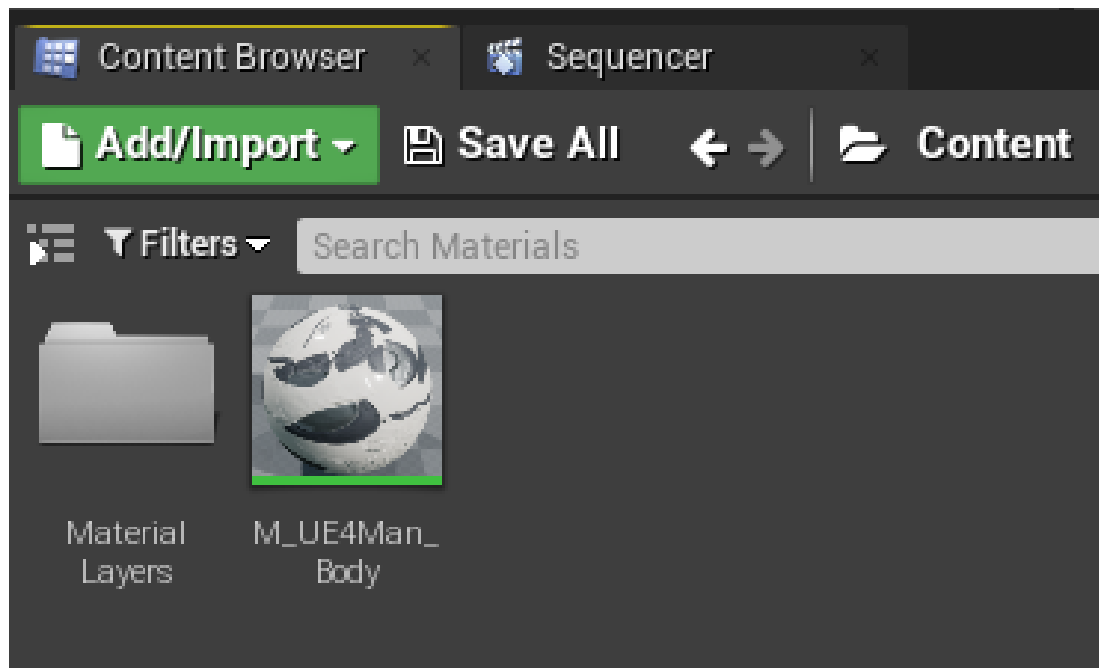 Content Browser
Sequencer
Add/Import
Save All
Content
Filters
Search Materials
Material
Layers
M_UE4Man_
Body